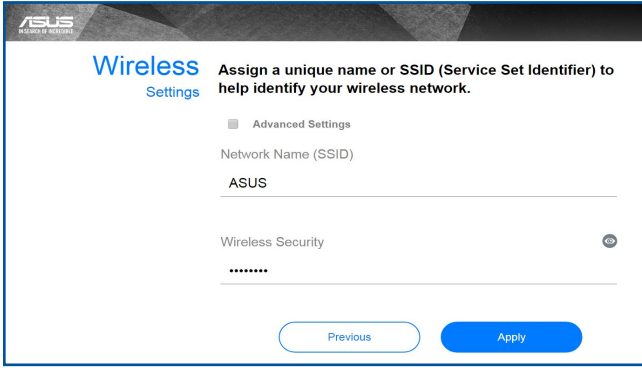 ASUS
IN SEARCH OF INCREDIBLE
Wireless
Settings
Assign a unique name or SSID (Service Set Identifier) to
help identify your wireless network.
Advanced Settings
Network Name (SSID)
ASUS
Wireless Security
••••••••
Previous
Apply